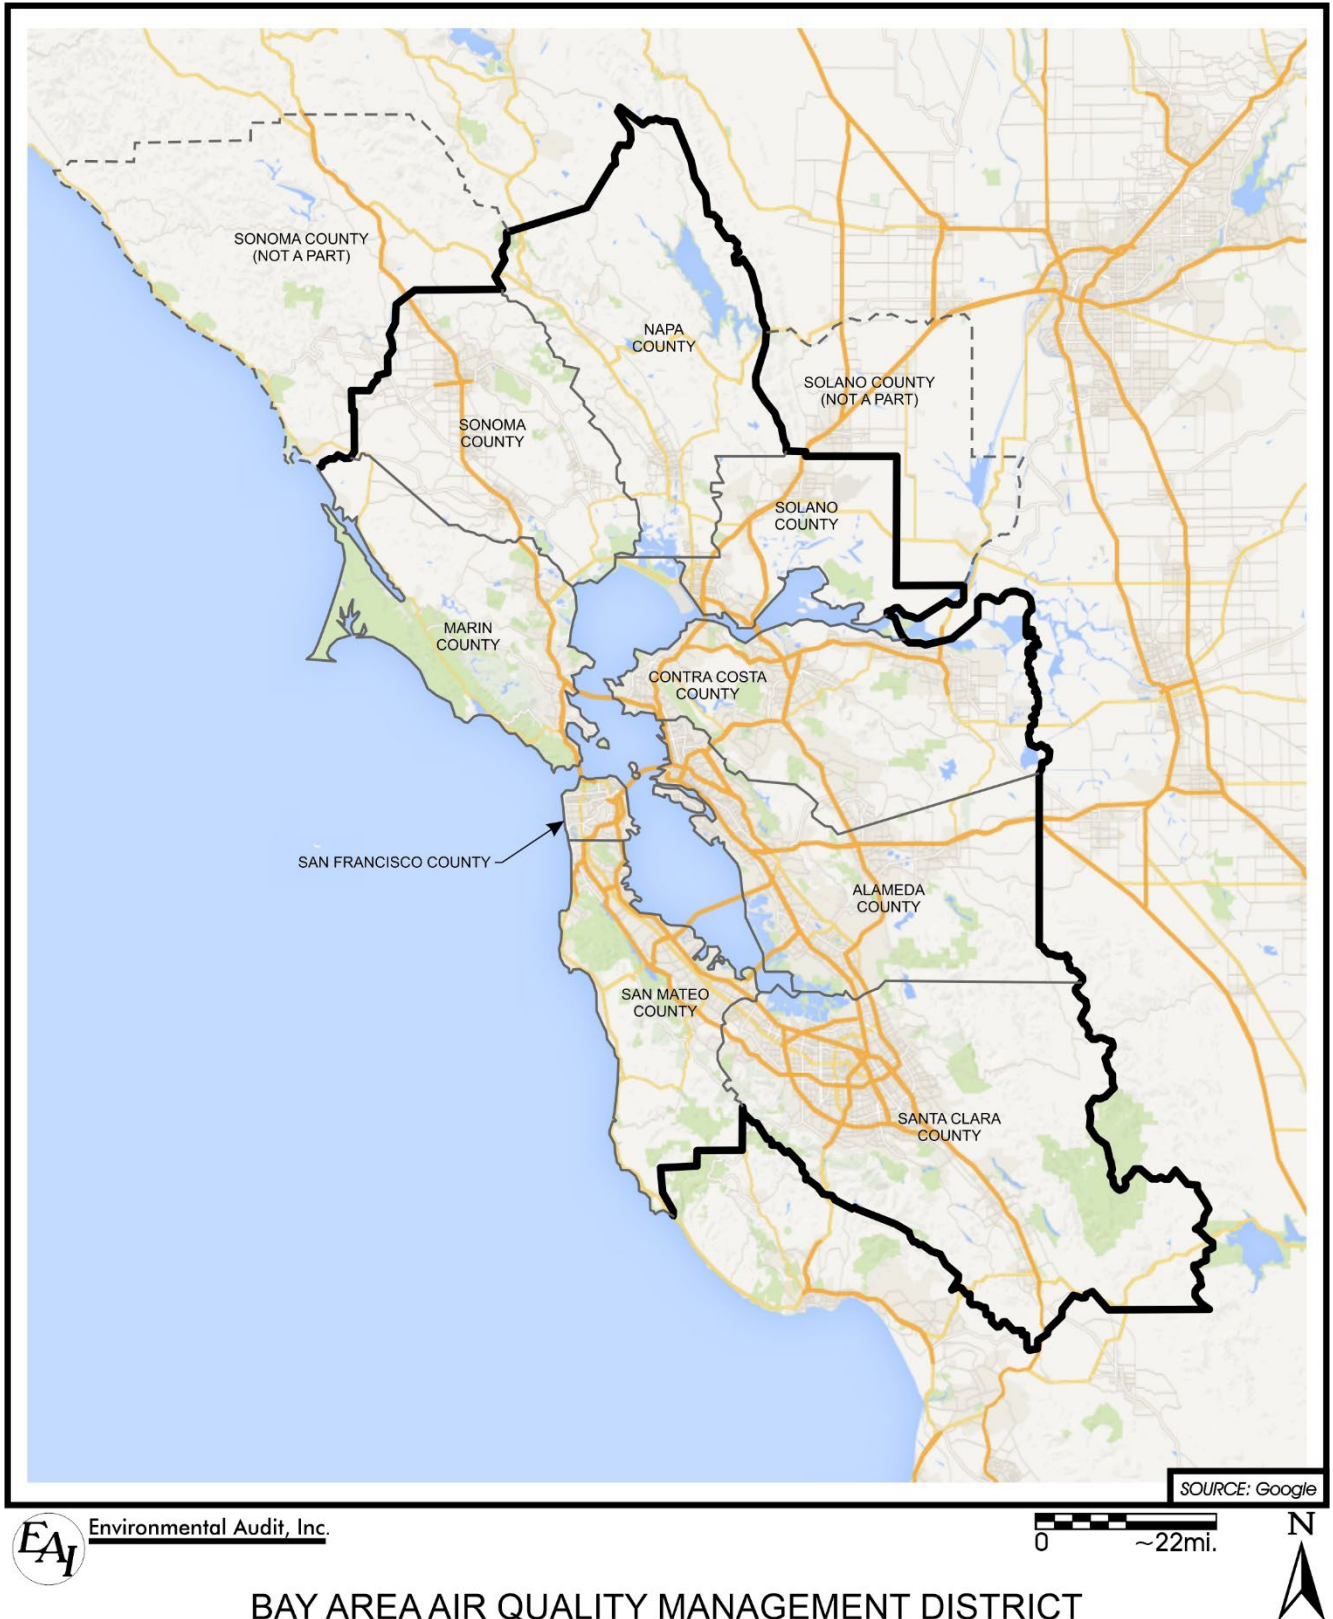 SONOMA COUNTY
(NOT A PART)
NAPA
COUNTY
SOLANO COUNTY
(NOT A PART)
SONOMA
COUNTY
SOLANO
COUNTY
MARIN
COUNTY
CONTRA COSTA
COUNTY
SAN FRANCISCO COUNTY
ALAMEDA
COUNTY
SAN MATEO
COUNTY
SANTA CLARA
COUNTY
SOURCE: Google
EAI
Environmental Audit, Inc.
0
~22mi.
N
BAY AREA AIR QUALITY MANAGEMENT DISTRICT